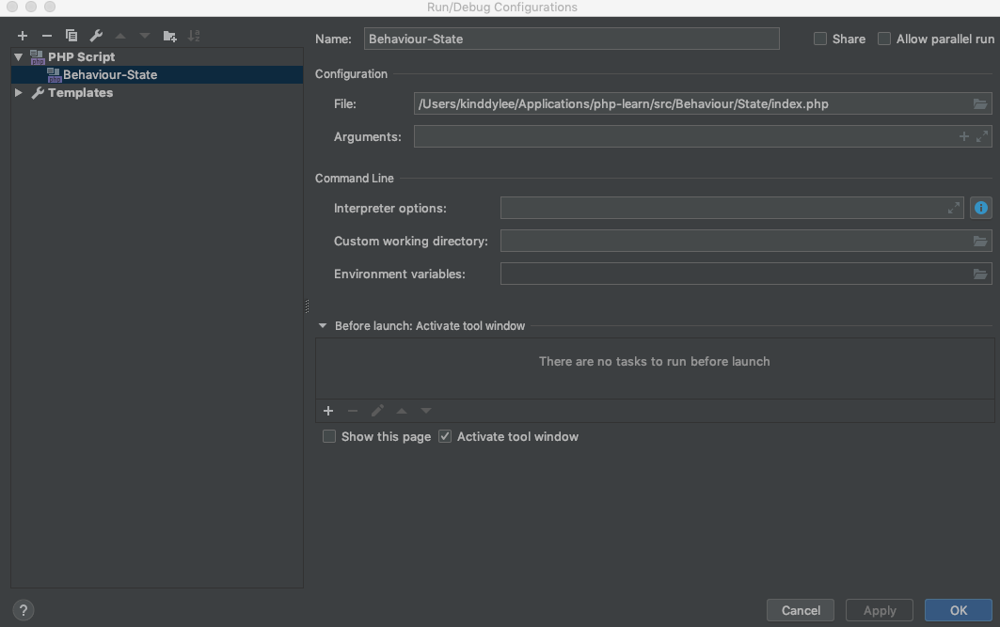 Run/Debug Configurations
Name: Behaviour-State Share Allow parallel run
PHP Script
Behaviour-State
Templates
Configuration
File: /Users/kinddylee/Applications/php-learn/src/Behaviour/State/index.php
Arguments:
Command Line
Interpreter options:
Custom working directory:
Environment variables:
Before launch: Activate tool window
There are no tasks to run before launch
Show this page Activate tool window
? Cancel Apply OK